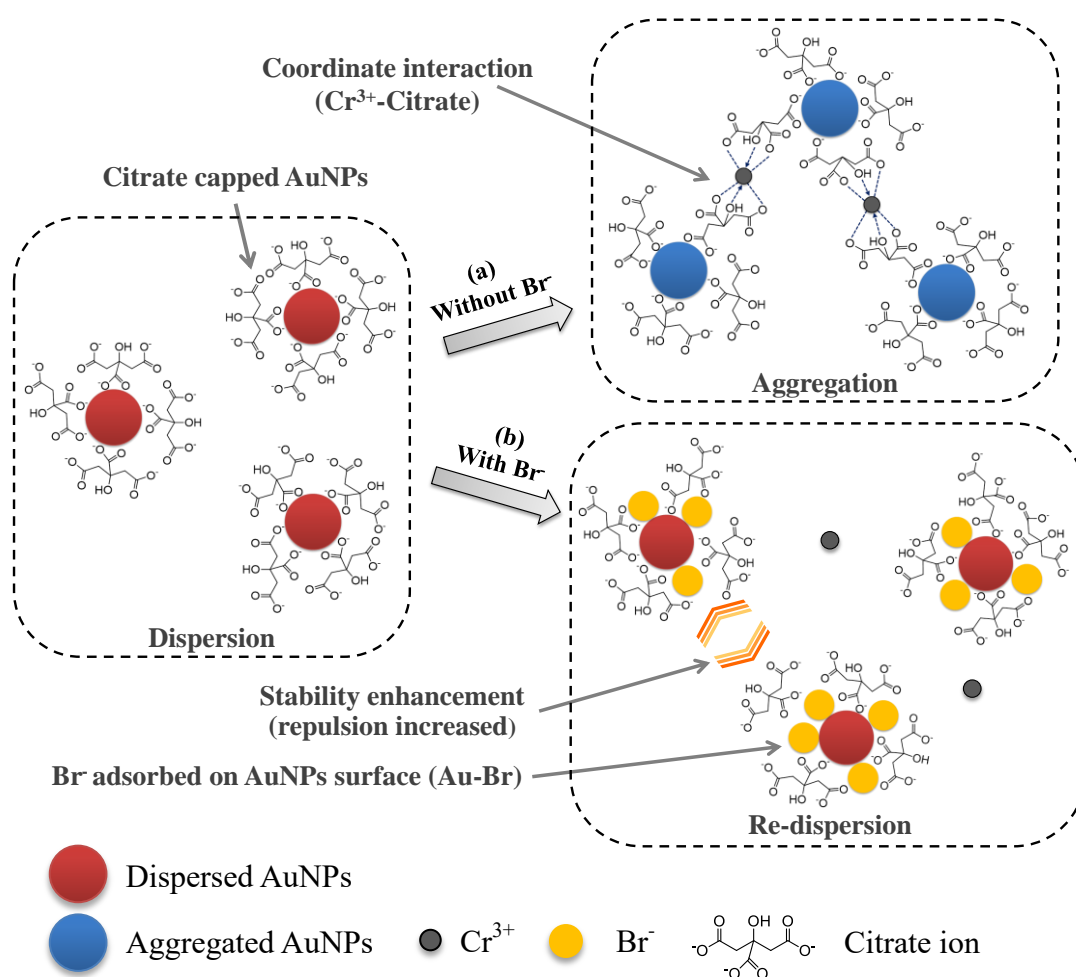 Coordinate interaction
(Cr³⁺-Citrate)
Citrate capped AuNPs
(a)
Without Br⁻
Aggregation
(b)
With Br⁻
Dispersion
Stability enhancement
(repulsion increased)
Br⁻ adsorbed on AuNPs surface (Au-Br)
Re-dispersion
Dispersed AuNPs
Aggregated AuNPs
Cr³⁺
Br⁻
Citrate ion